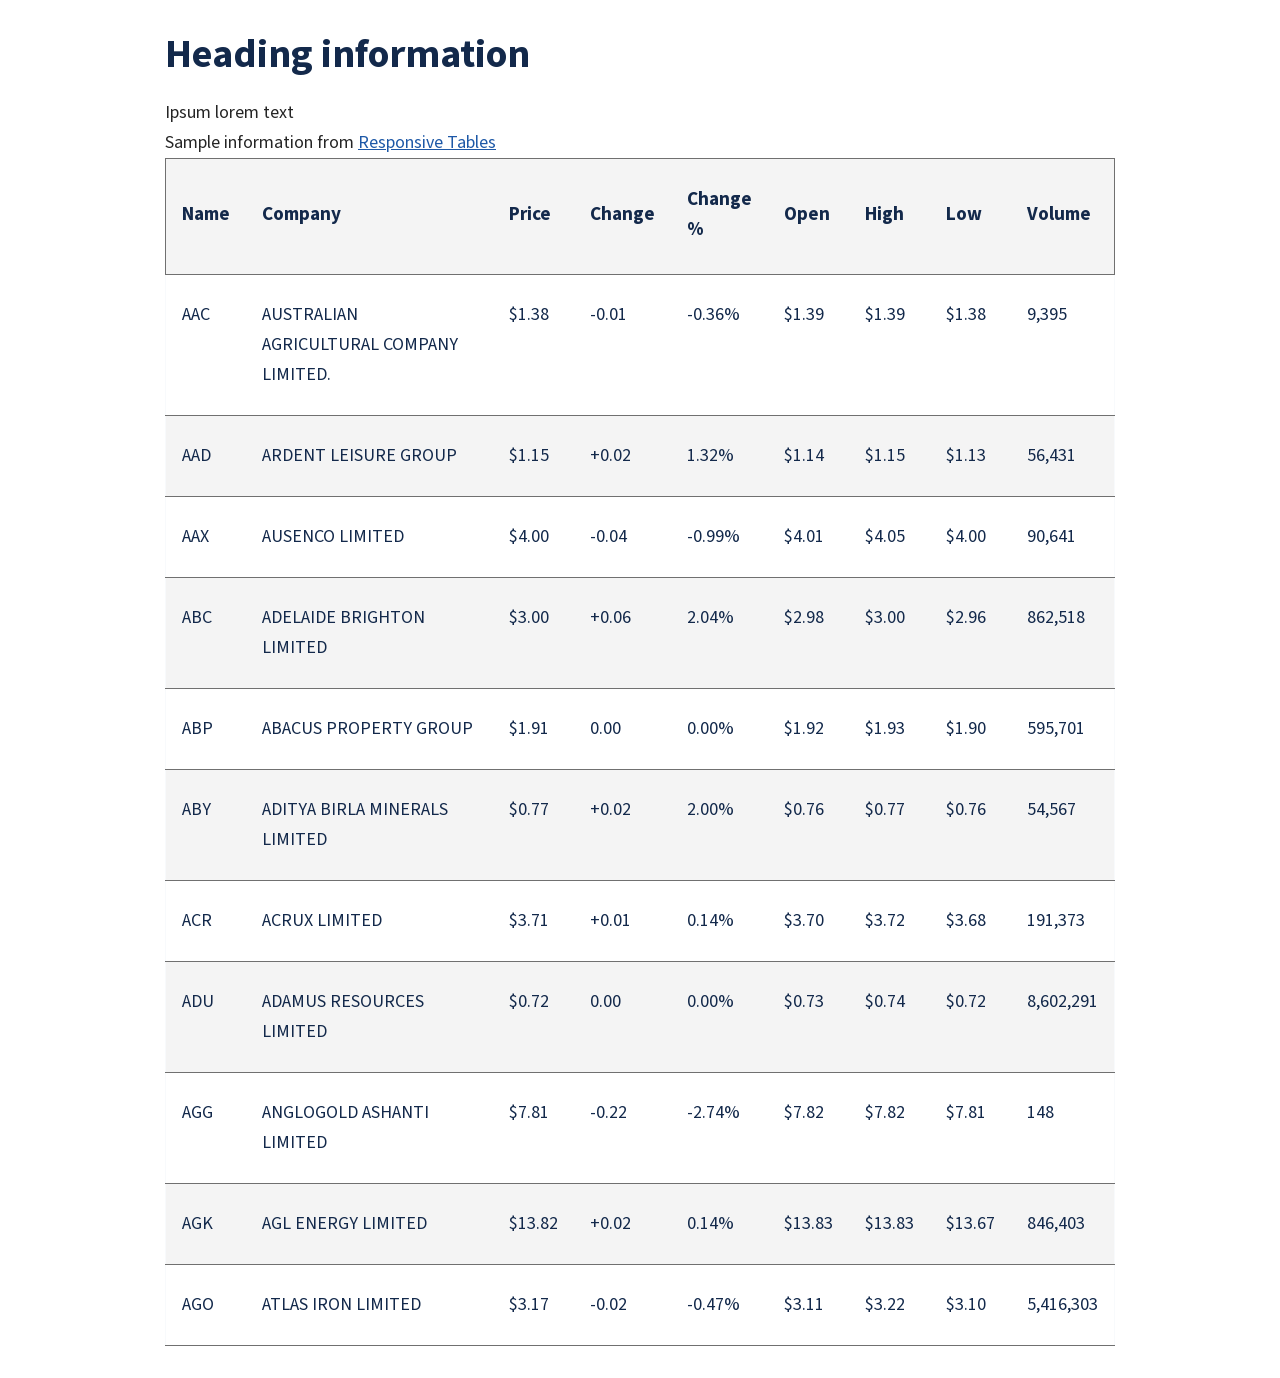 Heading information
Ipsum lorem text
Sample information from Responsive Tables
Name Company Price Change Change % Open High Low Volume
AAC AUSTRALIAN AGRICULTURAL COMPANY LIMITED. $1.38 -0.01 -0.36% $1.39 $1.39 $1.38 9,395
AAD ARDENT LEISURE GROUP $1.15 +0.02 1.32% $1.14 $1.15 $1.13 56,431
AAX AUSENCO LIMITED $4.00 -0.04 -0.99% $4.01 $4.05 $4.00 90,641
ABC ADELAIDE BRIGHTON LIMITED $3.00 +0.06 2.04% $2.98 $3.00 $2.96 862,518
ABP ABACUS PROPERTY GROUP $1.91 0.00 0.00% $1.92 $1.93 $1.90 595,701
ABY ADITYA BIRLA MINERALS LIMITED $0.77 +0.02 2.00% $0.76 $0.77 $0.76 54,567
ACR ACRUX LIMITED $3.71 +0.01 0.14% $3.70 $3.72 $3.68 191,373
ADU ADAMUS RESOURCES LIMITED $0.72 0.00 0.00% $0.73 $0.74 $0.72 8,602,291
AGG ANGLOGOLD ASHANTI LIMITED $7.81 -0.22 -2.74% $7.82 $7.82 $7.81 148
AGK AGL ENERGY LIMITED $13.82 +0.02 0.14% $13.83 $13.83 $13.67 846,403
AGO ATLAS IRON LIMITED $3.17 -0.02 -0.47% $3.11 $3.22 $3.10 5,416,303